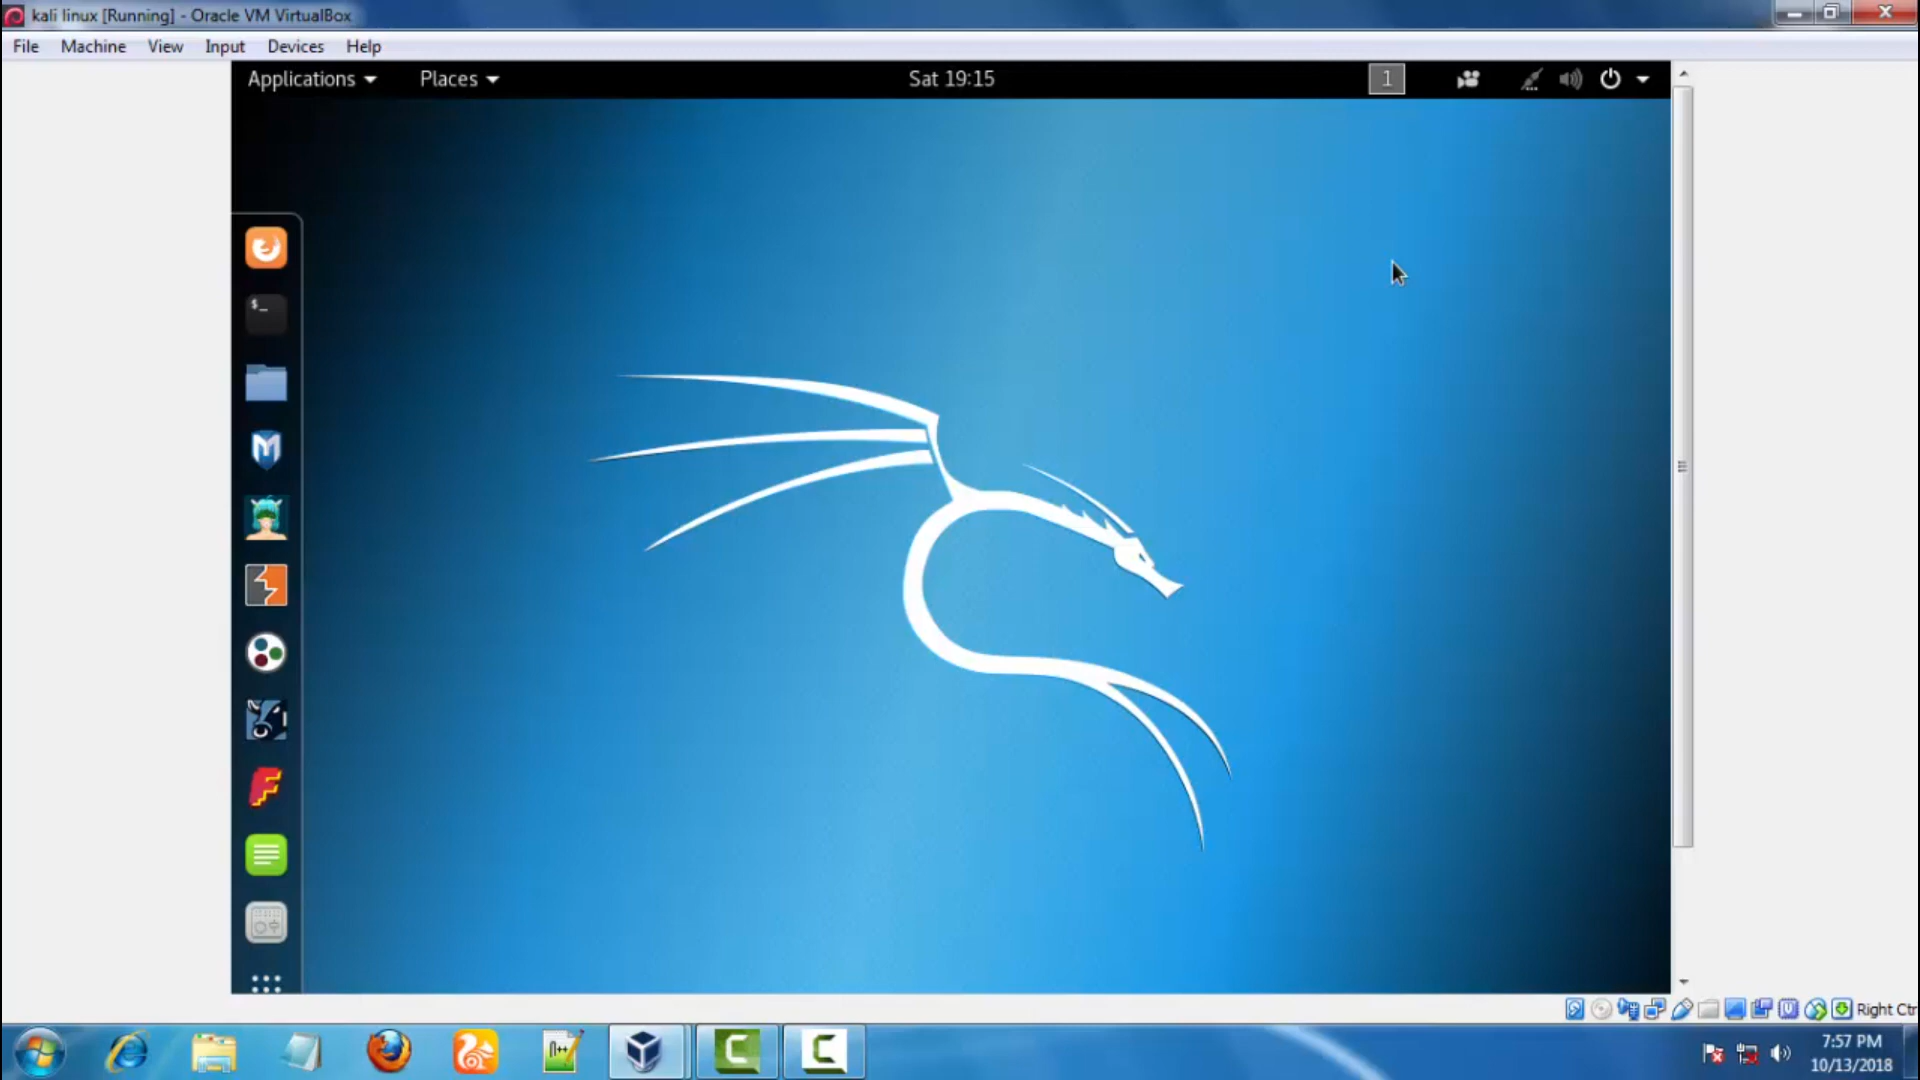 kali linux [Running] - Oracle VM VirtualBox
File Machine View Input Devices Help
Applications Places Sat 19:15 1
$_
Right Ctr
7:57 PM
10/13/2018